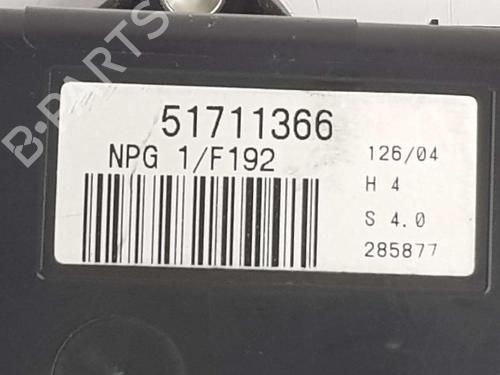 51711366
NPG 1/F192
126/04
H 4
S 4.0
285877
B-PARTS